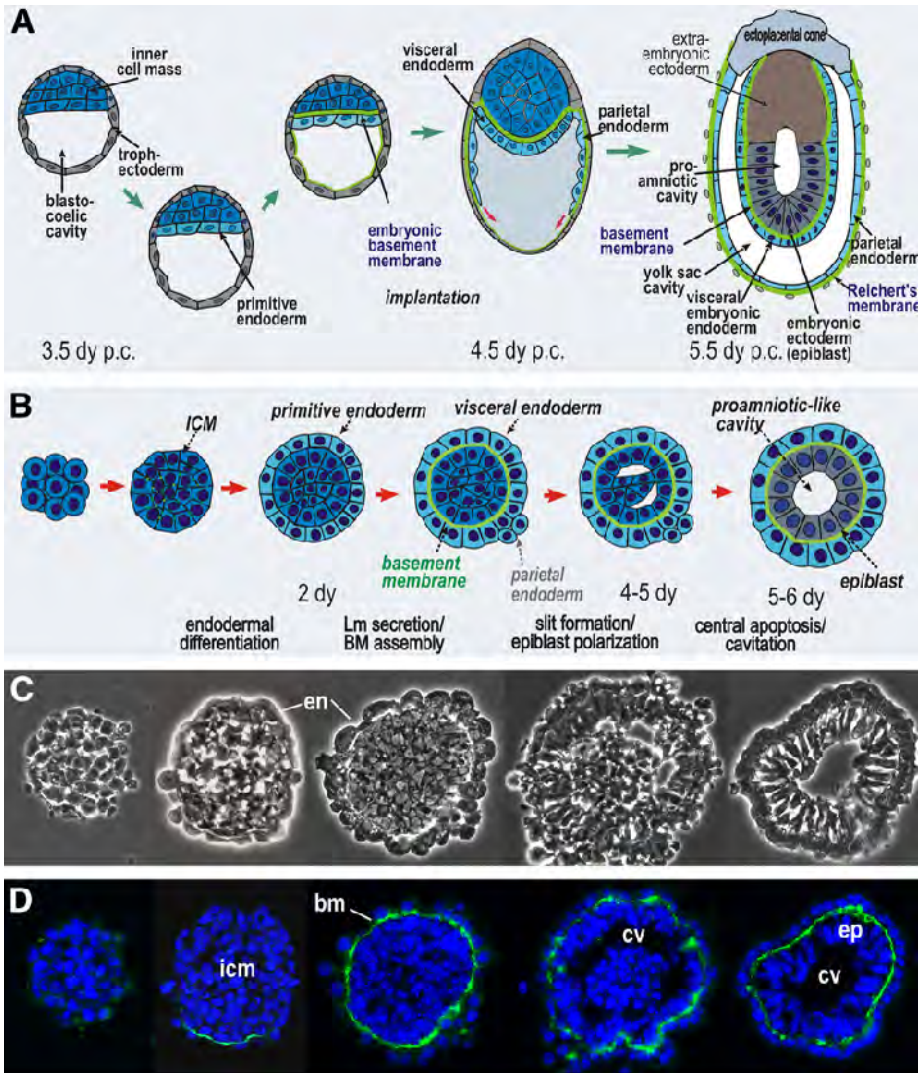 A
inner
cell mass
troph-
ectoderm
blasto-
coelic
cavity
primitive
endoderm
3.5 dy p.c.
visceral
endoderm
parietal
endoderm
embryonic
basement
membrane
implantation
4.5 dy p.c.
ectoplacental cone
extra-
embryonic
ectoderm
pro-
amniotic
cavity
basement
membrane
yolk sac
cavity
visceral
embryonic
endoderm
embryonic
ectoderm
(epiblast)
parietal
endoderm
Reichert's
membrane
5.5 dy p.c.
B
ICM
primitive endoderm
visceral endoderm
proamniotic-like
cavity
basement
membrane
parietal
endoderm
epiblast
2 dy
4-5 dy
5-6 dy
endodermal
differentiation
Lm secretion/
BM assembly
slit formation/
epiblast polarization
central apoptosis/
cavitation
C
en
D
icm
bm
cv
ep
cv